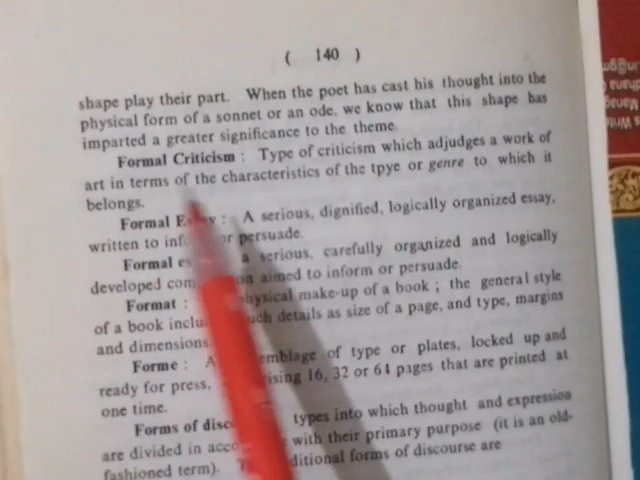 ( 140 )
shape play their part. When the poet has cast his thought into the
physical form of a sonnet or an ode, we know that this shape has
imparted a greater significance to the theme.
Formal Criticism : Type of criticism which adjudges a work of
art in terms of the characteristics of the tpye or genre to which it
belongs.
Formal Essay : A serious, dignified, logically organized essay,
written to persuade.
Formal a serious, carefully organized and logically
developed aimed to inform or persuade.
Format : physical make-up of a book ; the general style
of a book such details as size of a page, and type, margins
and dimensions.
Forme : of type or plates, locked up and
ready for press, 16, 32 or 64 pages that are printed at
one time.
Forms of types into which thought and expression
are divided in with their primary purpose (it is an old-
fashioned term). forms of discourse are